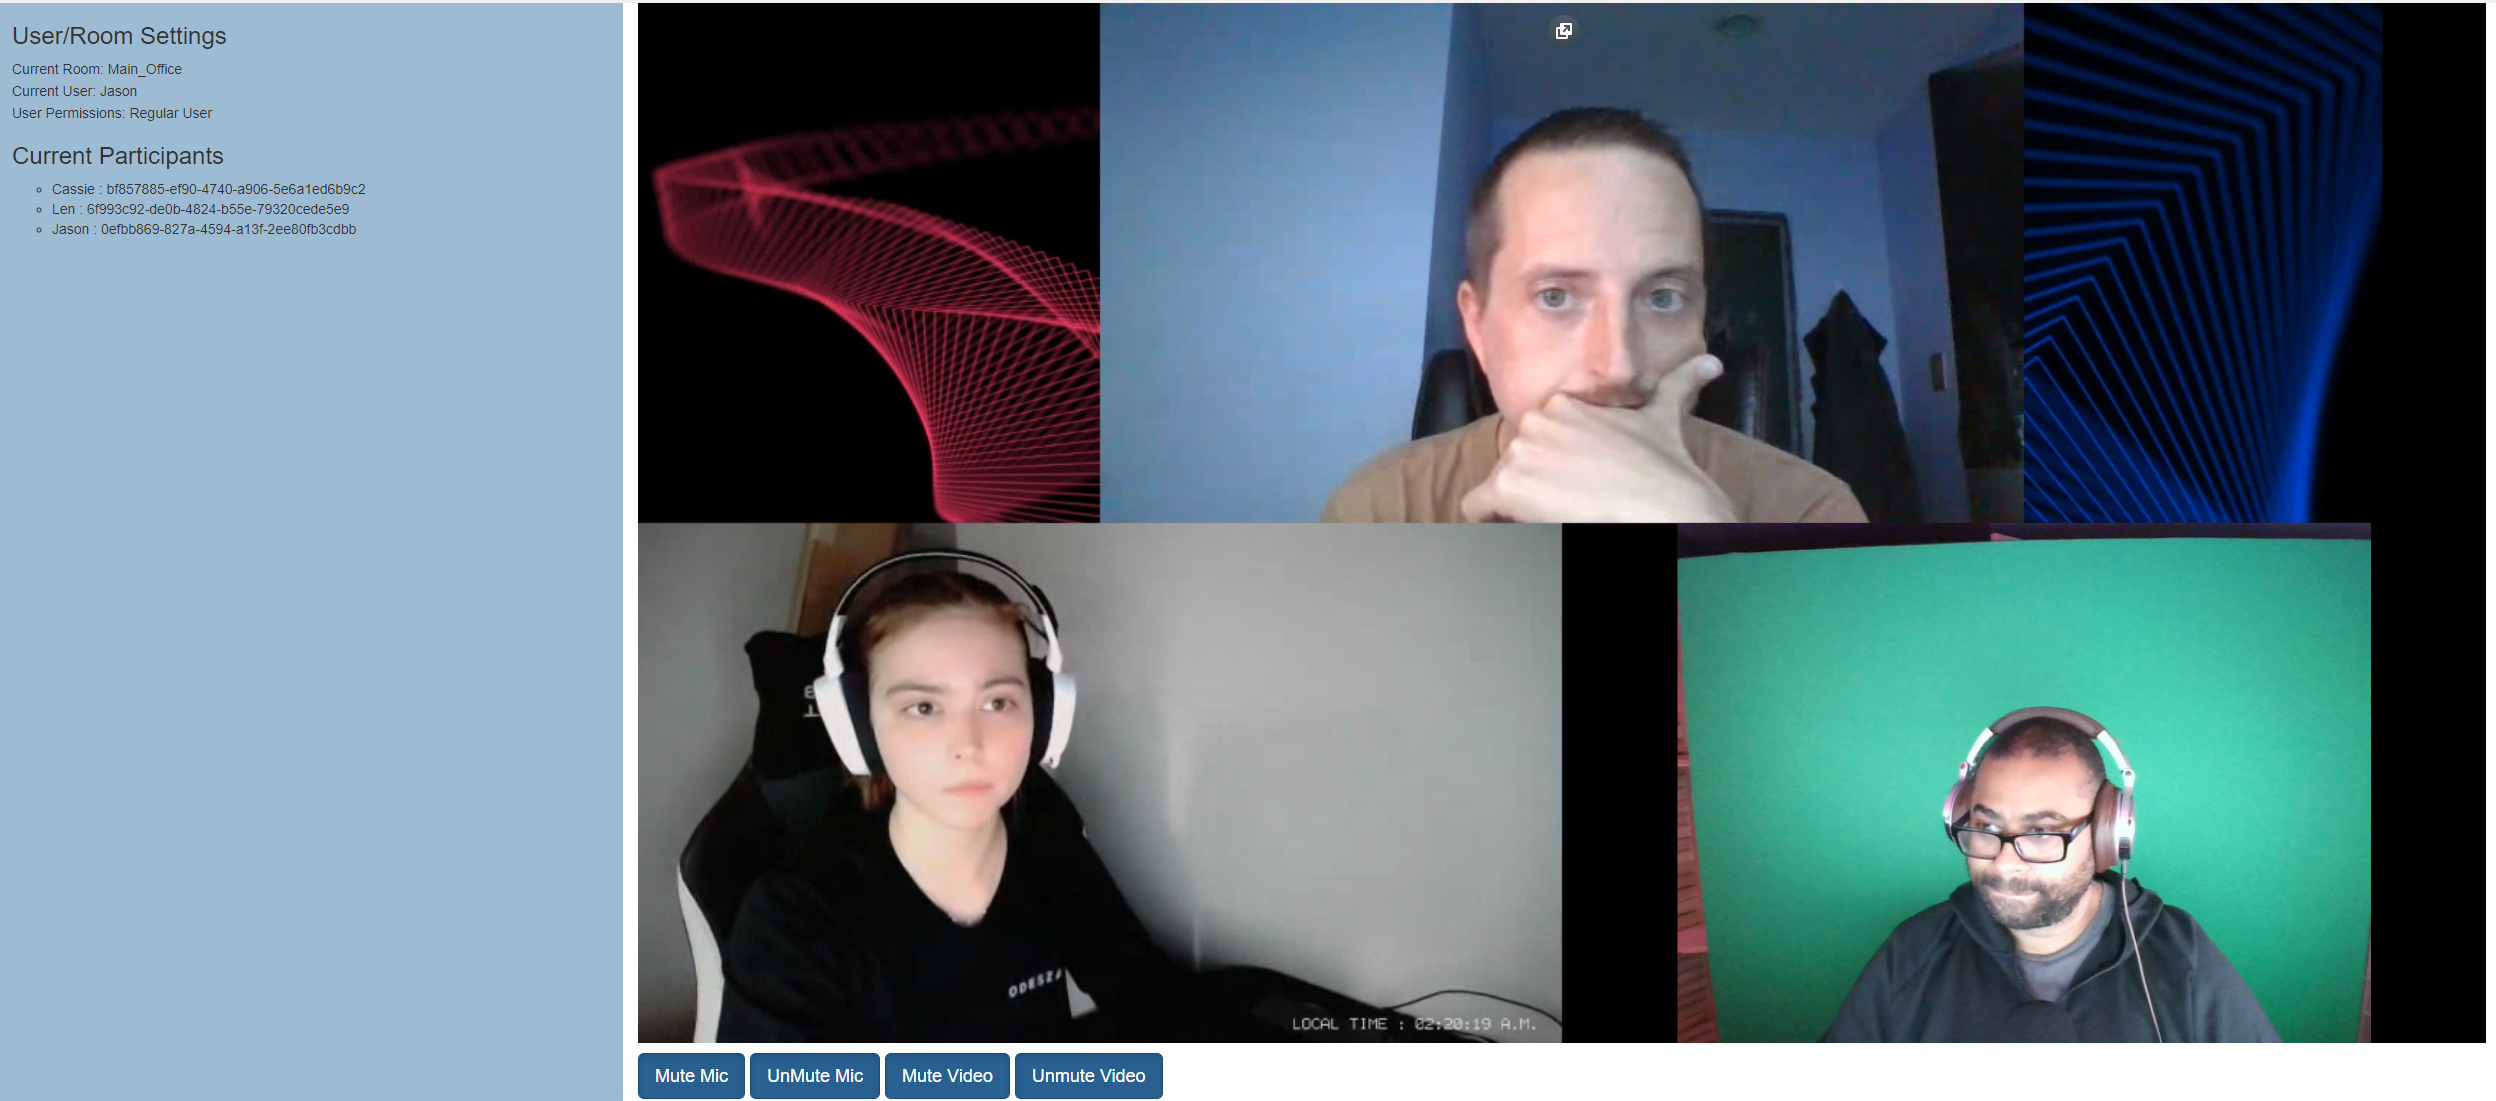 User/Room Settings
Current Room: Main_Office
Current User: Jason
User Permissions: Regular User
Current Participants
Cassie : bf857885-ef90-4740-a906-5e6a1ed6b9c2
Len : 6f993c92-de0b-4824-b55e-79320cede5e9
Jason : 0efbb869-827a-4594-a13f-2ee80fb3cdbb
ODESZA
LOCAL TIME : 02:20:19 A.M.
Mute Mic
UnMute Mic
Mute Video
Unmute Video